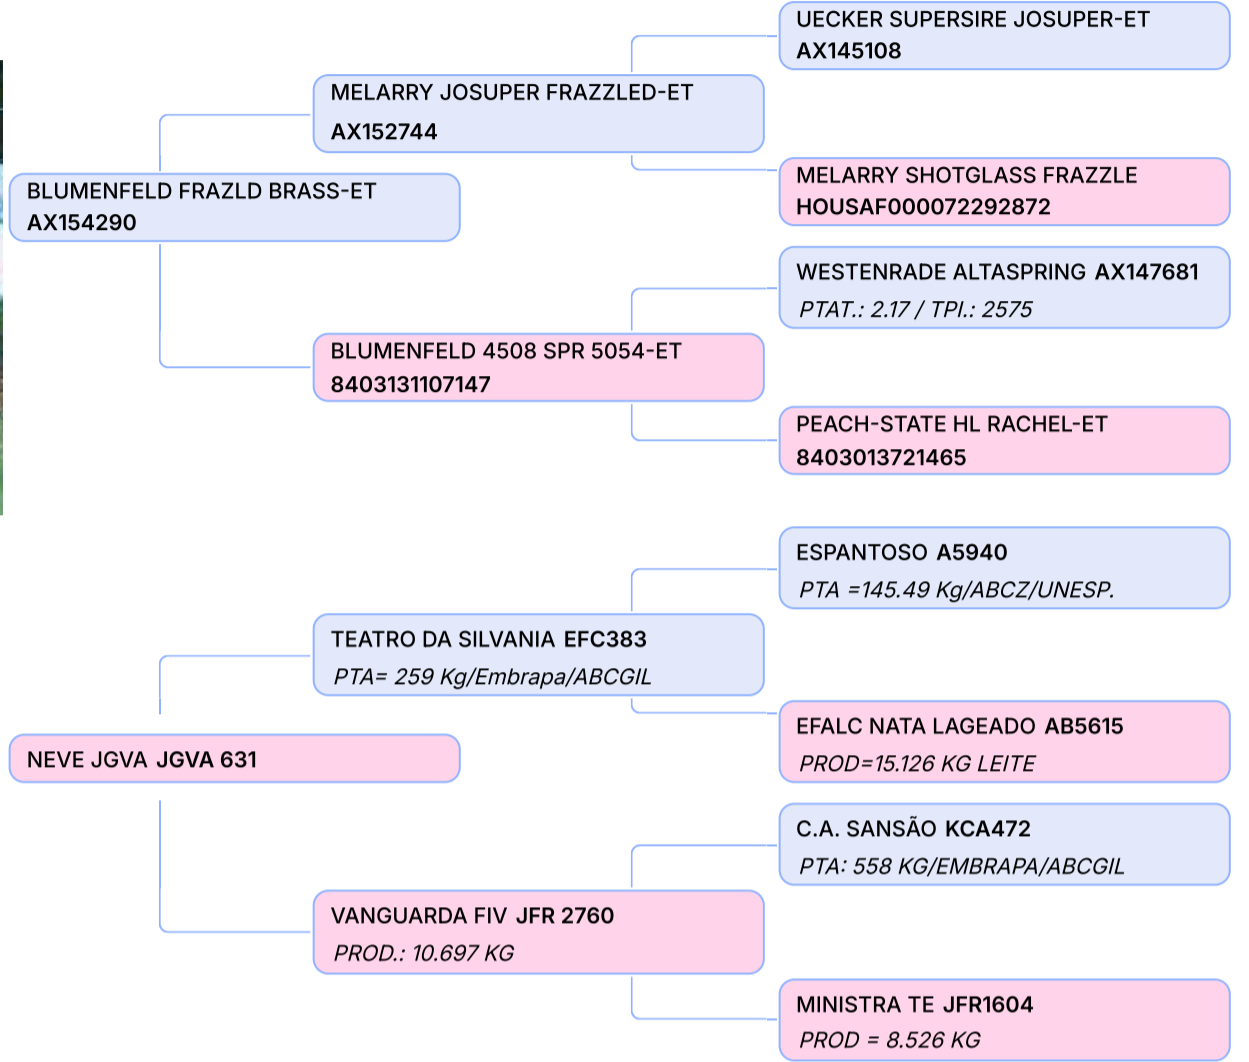 UECKER SUPERSIRE JOSUPER-ET
AX145108
MELARRY JOSUPER FRAZZLED-ET
AX152744
MELARRY SHOTGLASS FRAZZLE
HOUSAF000072292872
BLUMENFELD FRAZLD BRASS-ET
AX154290
WESTENRADE ALTASPRING AX147681
PTAT.: 2.17 / TPI.: 2575
BLUMENFELD 4508 SPR 5054-ET
8403131107147
PEACH-STATE HL RACHEL-ET
8403013721465
ESPANTOSO A5940
PTA =145.49 Kg/ABCZ/UNESP.
TEATRO DA SILVANIA EFC383
PTA= 259 Kg/Embrapa/ABCGIL
EFALC NATA LAGEADO AB5615
PROD=15.126 KG LEITE
NEVE JGVA JGVA 631
C.A. SANSÃO KCA472
PTA: 558 KG/EMBRAPA/ABCGIL
VANGUARDA FIV JFR 2760
PROD.: 10.697 KG
MINISTRA TE JFR1604
PROD = 8.526 KG